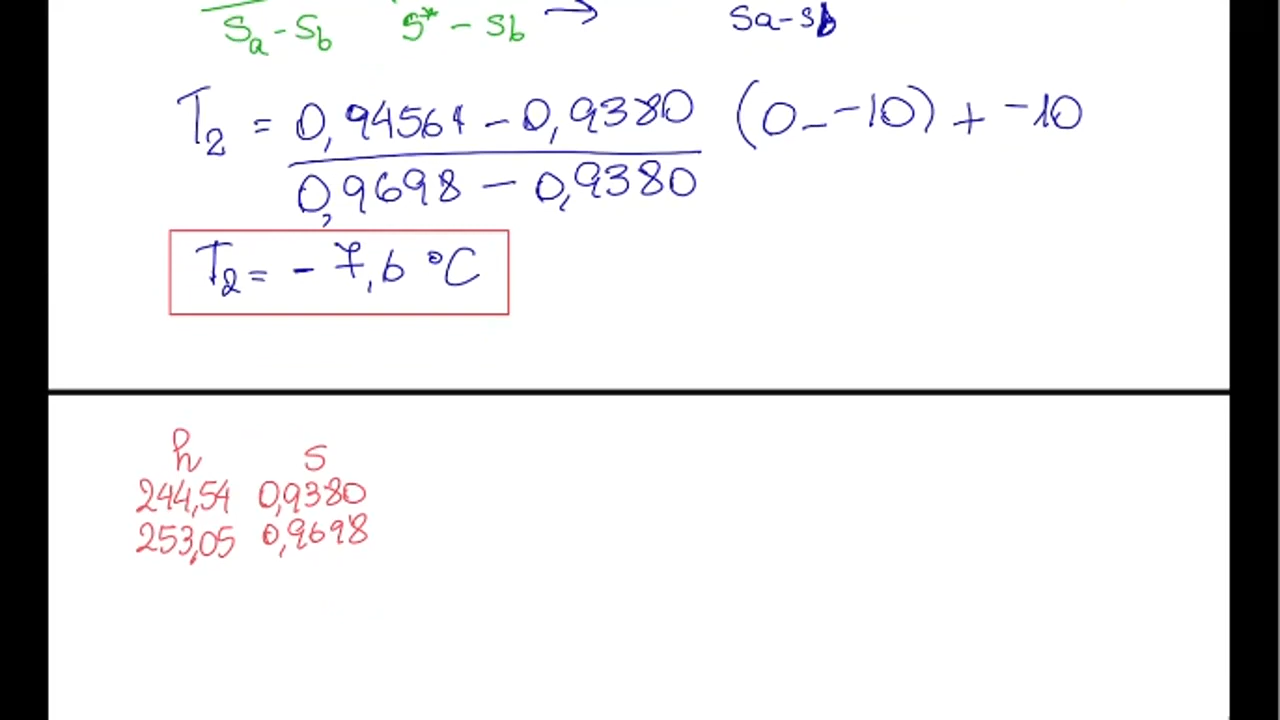 Sa - Sb S* - Sb → Sa - Sb
T2 = 0,94564 - 0,9380 (0 - -10) + -10
0,9698 - 0,9380
T2 = - 7,6 °C
h s
244,54 0,9380
253,05 0,9698